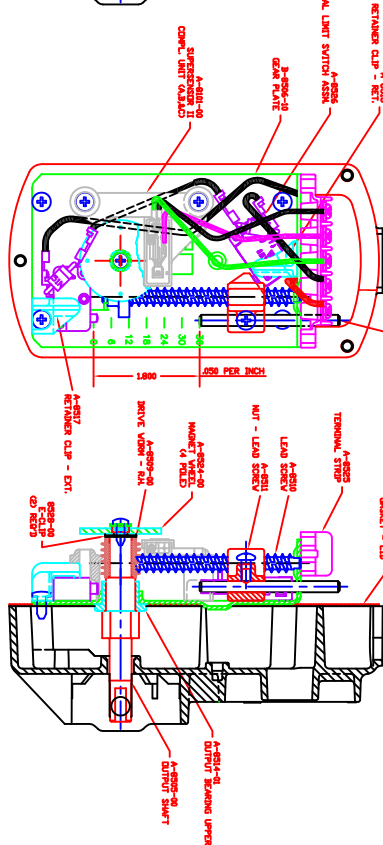 RETAINER CLIP - RET.
A-8526
AL LIMIT SWITCH ASSM.
B-8506-10
GEAR PLATE
A-8101-00
SUPERSENSOR II
COMPL. UNIT (A,B,&C)
0
6
12
18
24
30
36
1.800
.050 PER INCH
A-8517
RETAINER CLIP - EXT.
A-8525
TERMINAL STRIP
A-8510
LEAD SCREW
A-8511
NUT - LEAD SCREW
A-8524-00
MAGNET WHEEL
(4 POLE)
A-8509-00
DRIVE WORM - V.A.
8528-00
E-CLIP
(2) REQ'D
A-8514-01
OUTPUT BEARING UPPER
A-8505-00
OUTPUT SHAFT